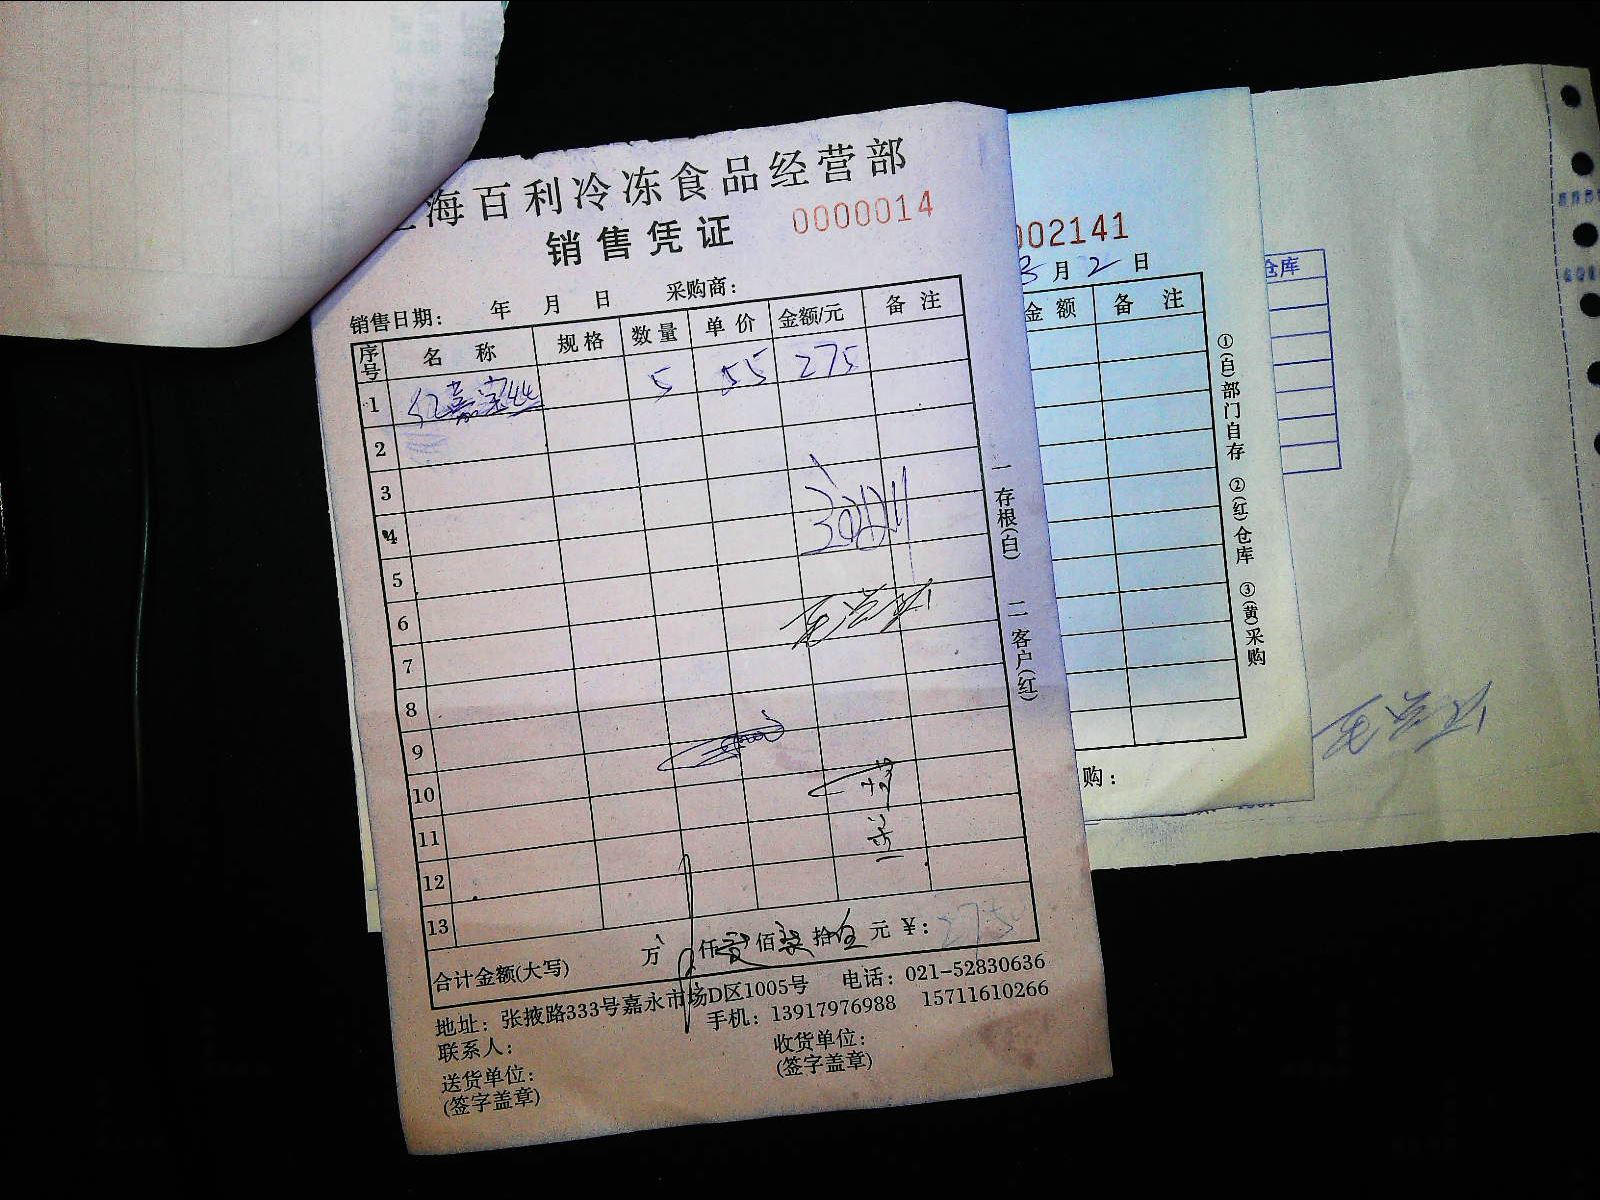 海百利冷冻食品经营部
销售凭证 0000014
销售日期: 年 月 日 采购商:
序号 名称 规格 数量 单价 金额/元 备注
1 5 55 275
2
3
4
5
6
7
8
9
10
11
12
13
合计金额(大写) 万 仟贰佰柒拾伍元 ¥: 275
地址: 张掖路333号嘉永市场D区1005号 电话: 021-52830636
联系人: 手机: 13917976988 15711610266
送货单位: 收货单位:
(签字盖章) (签字盖章)
一存根(白) 二客户(红)
002141
3月2日
金额 备注
①(白)部门自存 ②(红)仓库 ③(黄)采购
购:
仓库